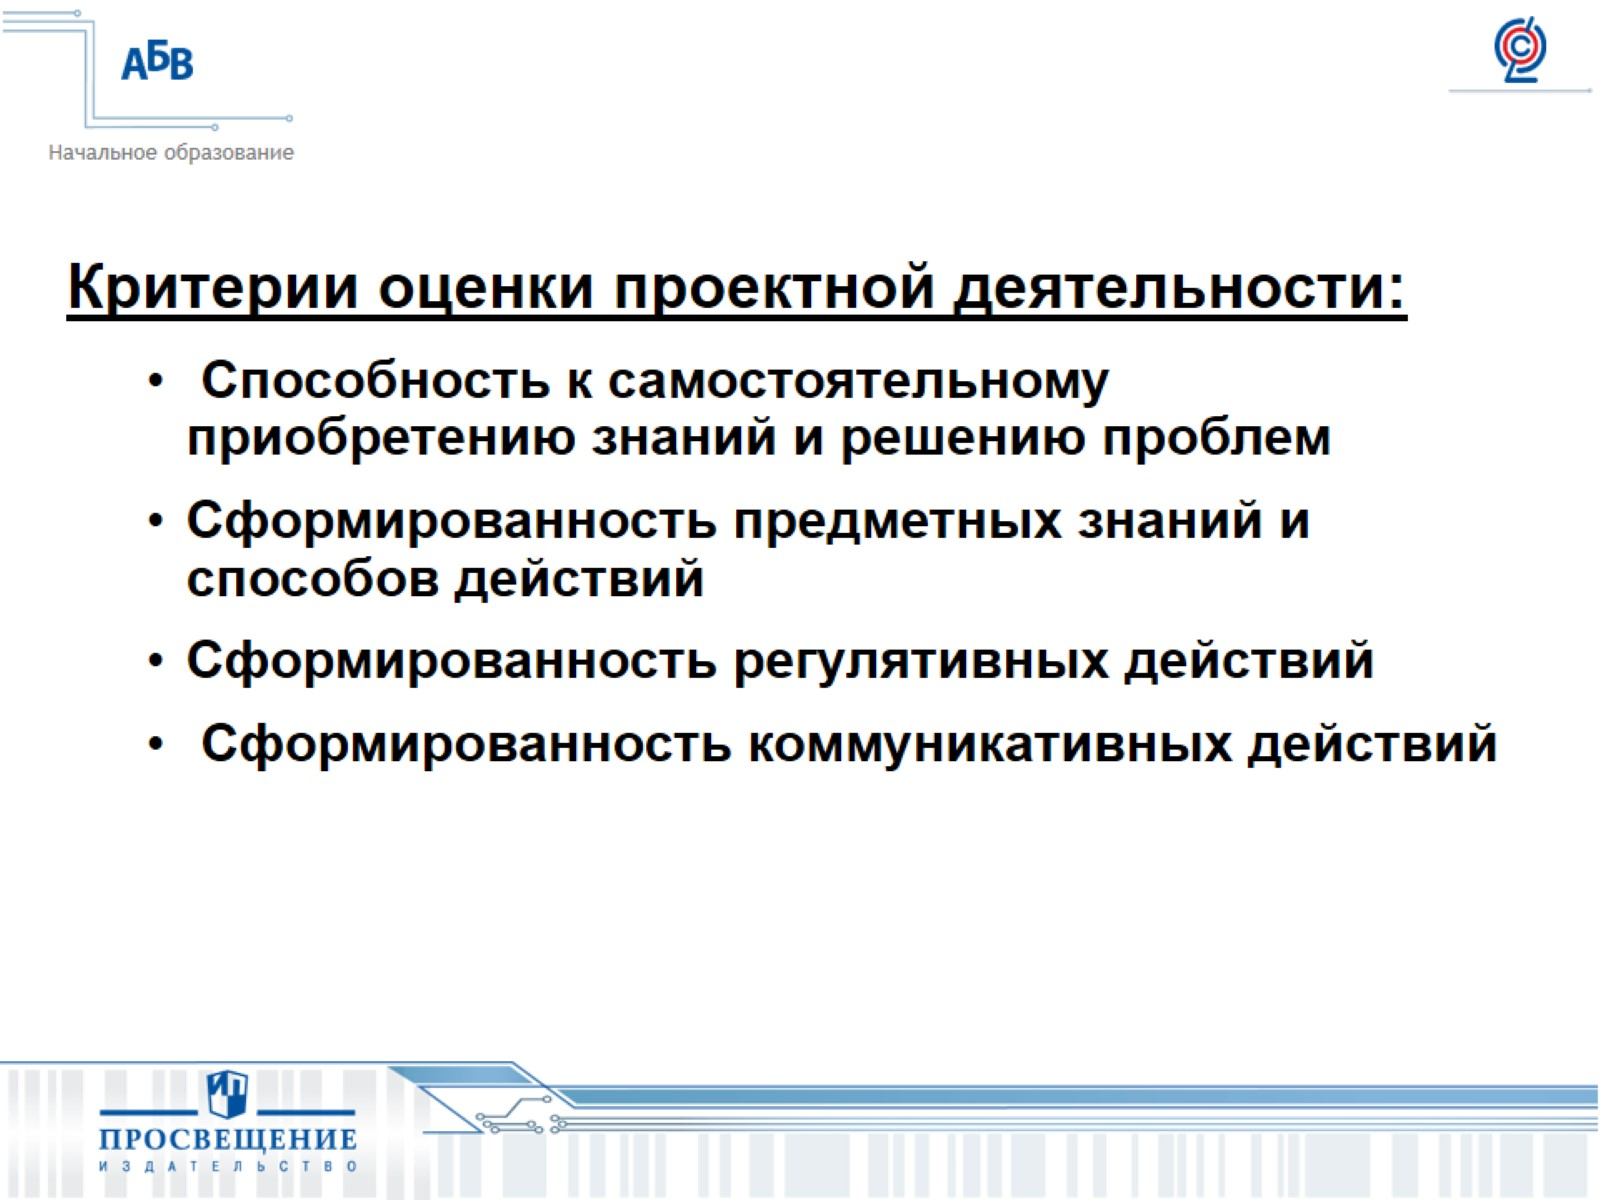 АБВ
Начальное образование
Критерии оценки проектной деятельности:
• Способность к самостоятельному
приобретению знаний и решению проблем
• Сформированность предметных знаний и
способов действий
• Сформированность регулятивных действий
• Сформированность коммуникативных действий
ИП
ПРОСВЕЩЕНИЕ
ИЗДАТЕЛЬСТВО